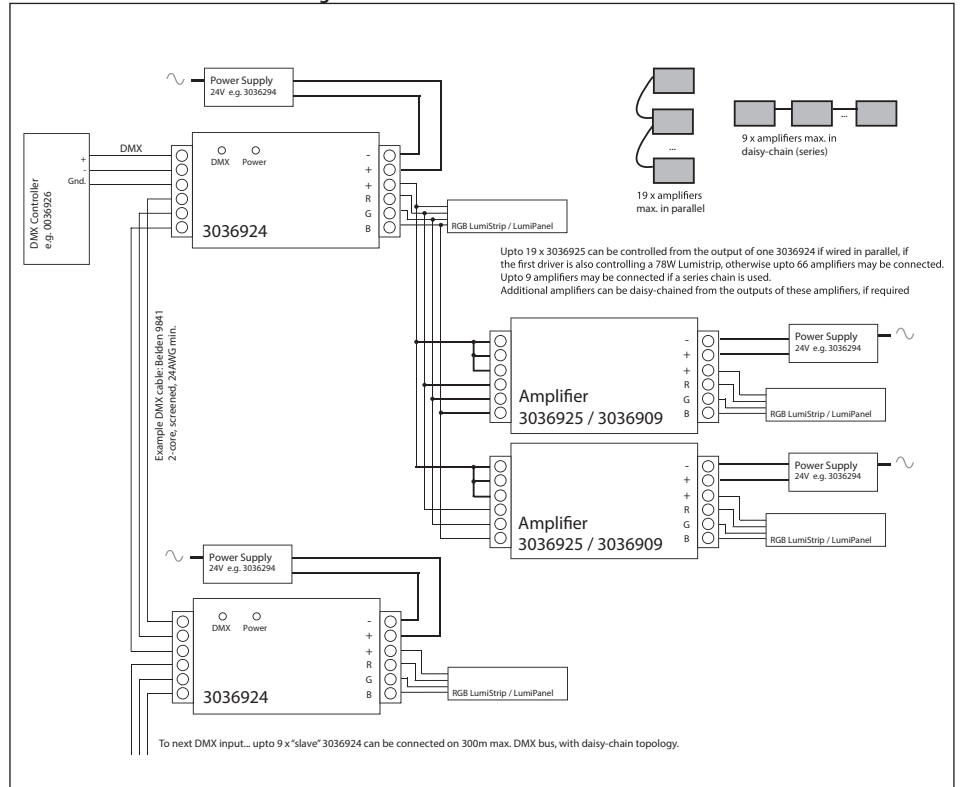 Power Supply
24V e.g. 3036294
DMX Controller
e.g. 0036926
+
-
Gnd.
DMX
DMX Power
3036924
-
+
+
R
G
B
RGB LumiStrip / LumiPanel
...
19 x amplifiers
max. in parallel
...
9 x amplifiers max. in
daisy-chain (series)
Upto 19 x 3036925 can be controlled from the output of one 3036924 if wired in parallel, if
the first driver is also controlling a 78W Lumistrip, otherwise upto 66 amplifiers may be connected.
Upto 9 amplifiers may be connected if a series chain is used.
Additional amplifiers can be daisy-chained from the outputs of these amplifiers, if required
Example DMX cable: Belden 9841
2-core, screened, 24AWG min.
Amplifier
3036925 / 3036909
-
+
+
R
G
B
Power Supply
24V e.g. 3036294
RGB LumiStrip / LumiPanel
Amplifier
3036925 / 3036909
-
+
+
R
G
B
Power Supply
24V e.g. 3036294
RGB LumiStrip / LumiPanel
Power Supply
24V e.g. 3036294
DMX Power
3036924
-
+
+
R
G
B
RGB LumiStrip / LumiPanel
To next DMX input... upto 9 x "slave" 3036924 can be connected on 300m max. DMX bus, with daisy-chain topology.